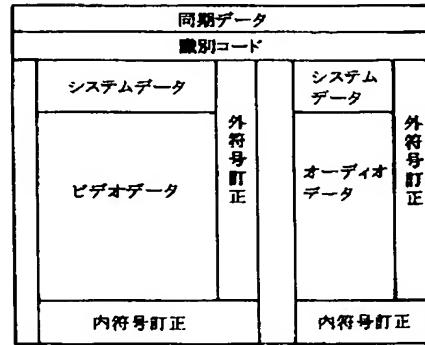 同期データ
識別コード
システムデータ
外符号訂正
システム
データ
外符号訂正
ビデオデータ
オーディオ
データ
内符号訂正
内符号訂正